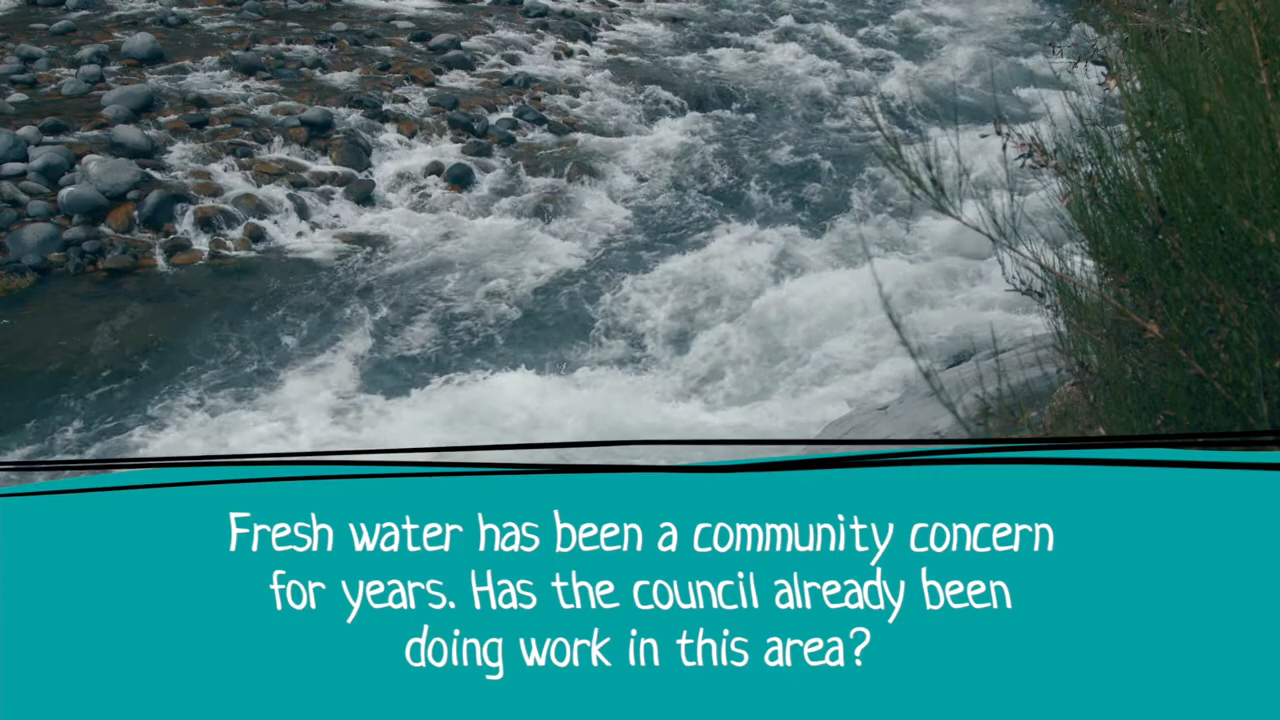 Fresh water has been a community concern
for years. Has the council already been
doing work in this area?